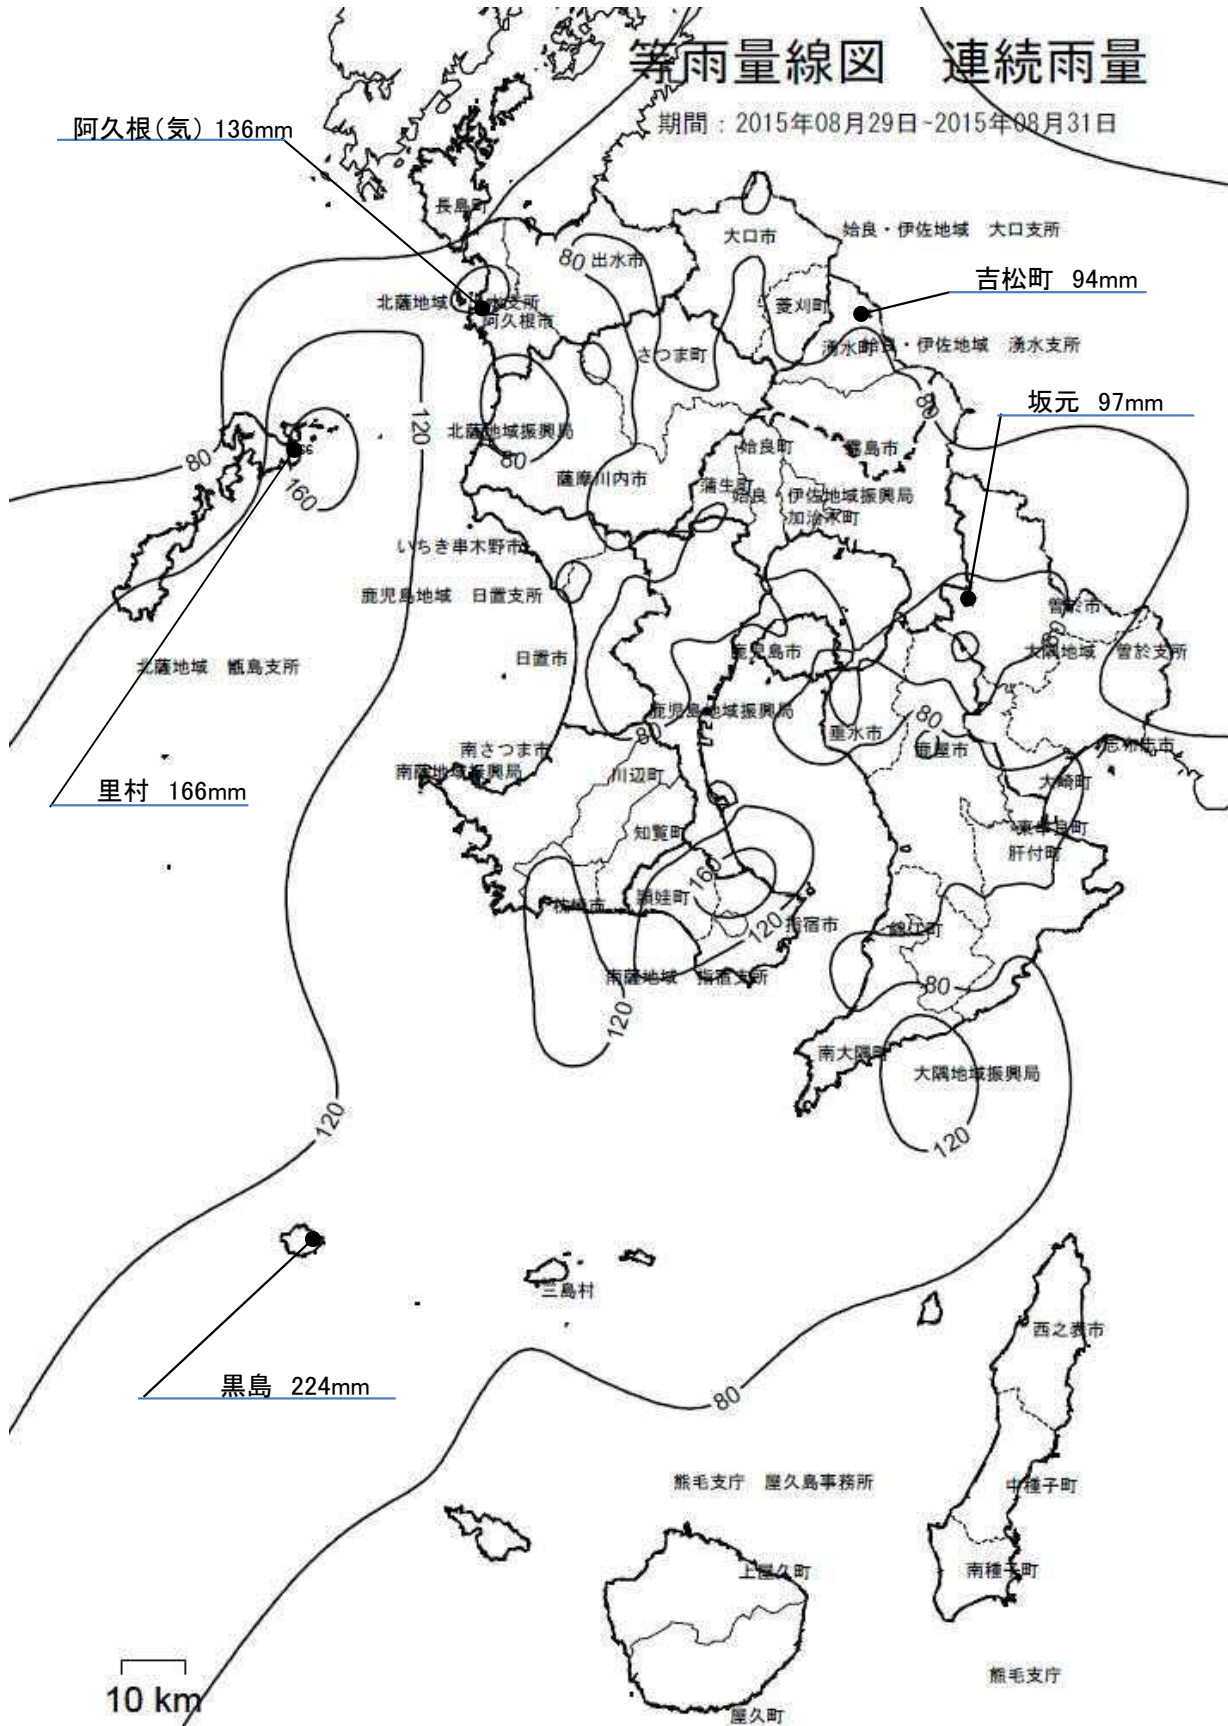 等雨量線図 連続雨量
期間：2015年08月29日~2015年08月31日
阿久根（気） 136mm
長島町
大口市
姶良・伊佐地域 大口支所
80
出水市
吉松町 94mm
北薩地域
支所
菱刈町
阿久根市
さつま町
湧水町
姶良・伊佐地域 湧水支所
坂元 97mm
80
120
北薩地域振興局
姶良町
霧島市
80
80
160
薩摩川内市
蒲生町
姶良・伊佐地域振興局
加治木町
いちき串木野市
鹿児島地域 日置支所
曽於市
80
日置市
鹿児島市
大隅地域 曽於支所
北薩地域 甑島支所
鹿児島地域振興局
80
80
垂水市
鹿屋市
志布志市
南さつま市
南薩地域振興局
川辺町
大崎町
里村 166mm
知覧町
東串良町
肝付町
160
頴娃町
枕崎市
120
指宿市
錦江町
南薩地域 指宿支所
80
120
南大隅町
大隅地域振興局
120
120
三島村
西之表市
黒島 224mm
80
熊毛支庁 屋久島事務所
中種子町
上屋久町
南種子町
熊毛支庁
10 km
屋久町